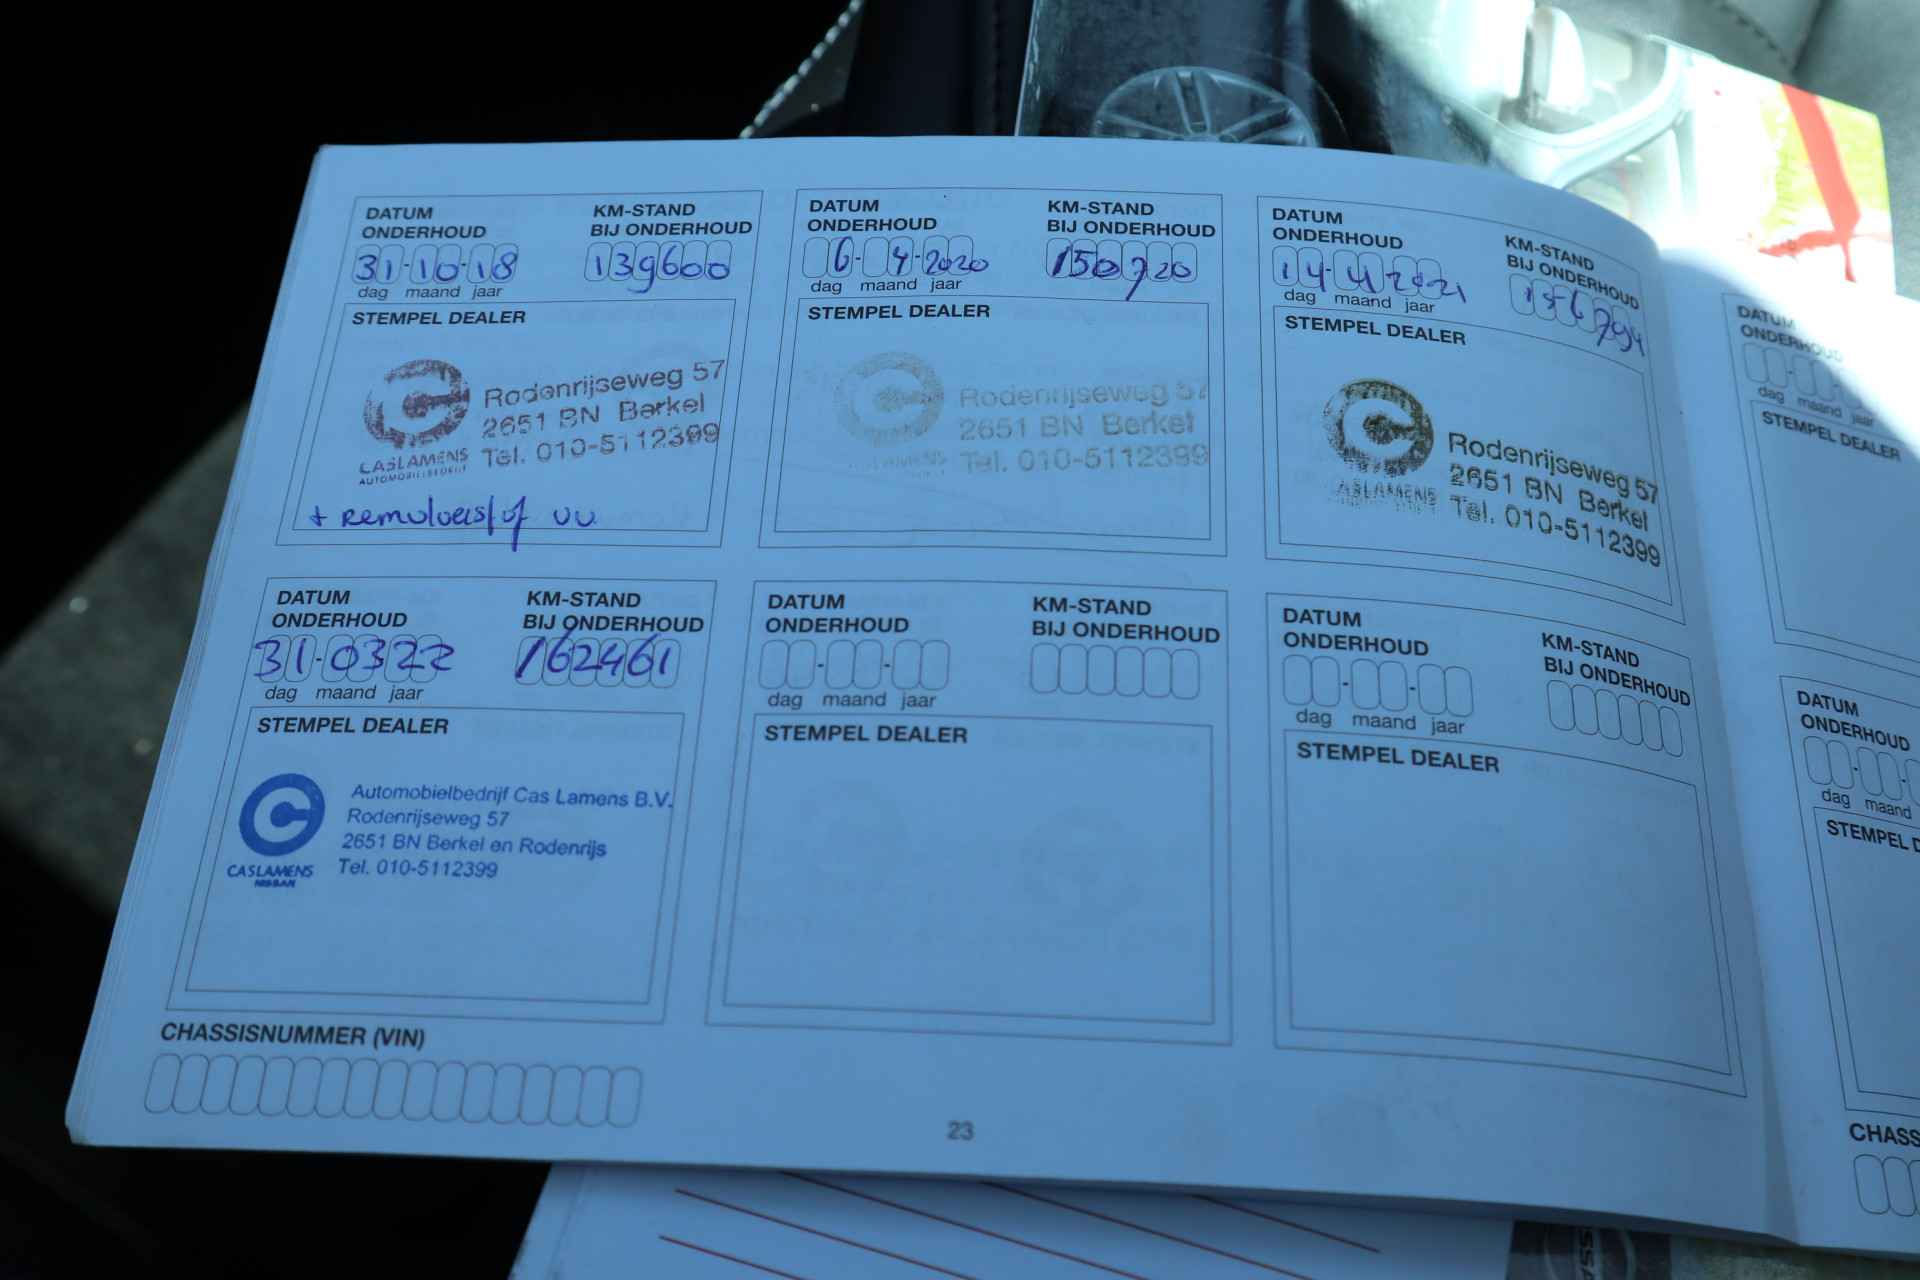 DATUM
ONDERHOUD
KM-STAND
BIJ ONDERHOUD
31-10-18
139600
dag maand jaar
STEMPEL DEALER
CASLAMENS
AUTOMOBIELBEDRIJF
Rodenrijseweg 57
2651 BN Berkel
Tel. 010-5112399
+ remvloeistof vv
DATUM
ONDERHOUD
KM-STAND
BIJ ONDERHOUD
6-4-2020
150720
dag maand jaar
STEMPEL DEALER
Rodenrijseweg 57
2651 BN Berkel
Tel. 010-5112399
DATUM
ONDERHOUD
KM-STAND
BIJ ONDERHOUD
14-4-2021
156794
dag maand jaar
STEMPEL DEALER
CASLAMENS
Rodenrijseweg 57
2651 BN Berkel
Tel. 010-5112399
DATUM
ONDERHOUD
KM-STAND
BIJ ONDERHOUD
31-0322
162461
dag maand jaar
STEMPEL DEALER
CASLAMENS
NISSAN
Automobielbedrijf Cas Lamens B.V.
Rodenrijseweg 57
2651 BN Berkel en Rodenrijs
Tel. 010-5112399
DATUM
ONDERHOUD
KM-STAND
BIJ ONDERHOUD
dag maand jaar
STEMPEL DEALER
DATUM
ONDERHOUD
KM-STAND
BIJ ONDERHOUD
dag maand jaar
STEMPEL DEALER
CHASSISNUMMER (VIN)
23
DATUM
ONDERHOUD
dag maand jaar
STEMPEL DEALER
DATUM
ONDERHOUD
dag maand
STEMPEL D
CHASS